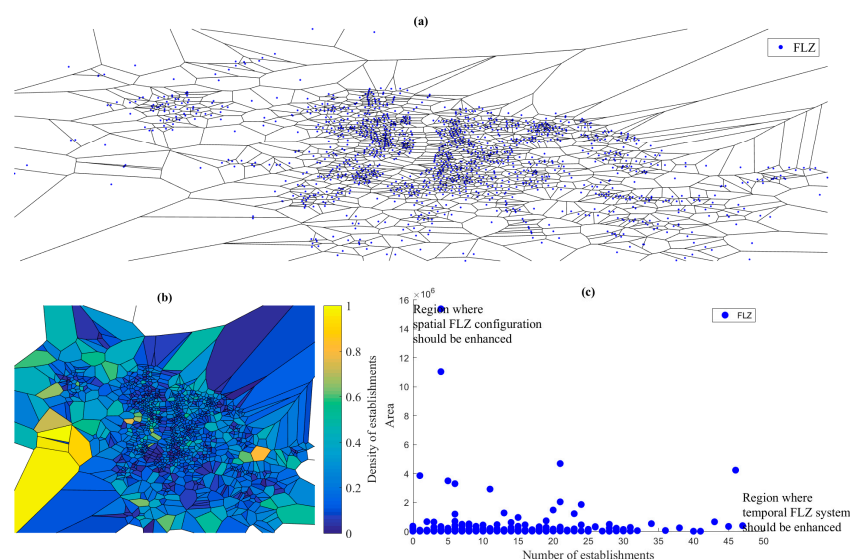 (a)
FLZ
(b)
1
0.8
0.6
0.4
0.2
0
Density of establishments
(c)
16
×10⁶
14
12
10
8
6
4
2
0
Area
Region where
spatial FLZ configuration
should be enhanced
FLZ
Region where
temporal FLZ system
should be enhanced
0 5 10 15 20 25 30 35 40 45 50
Number of establishments